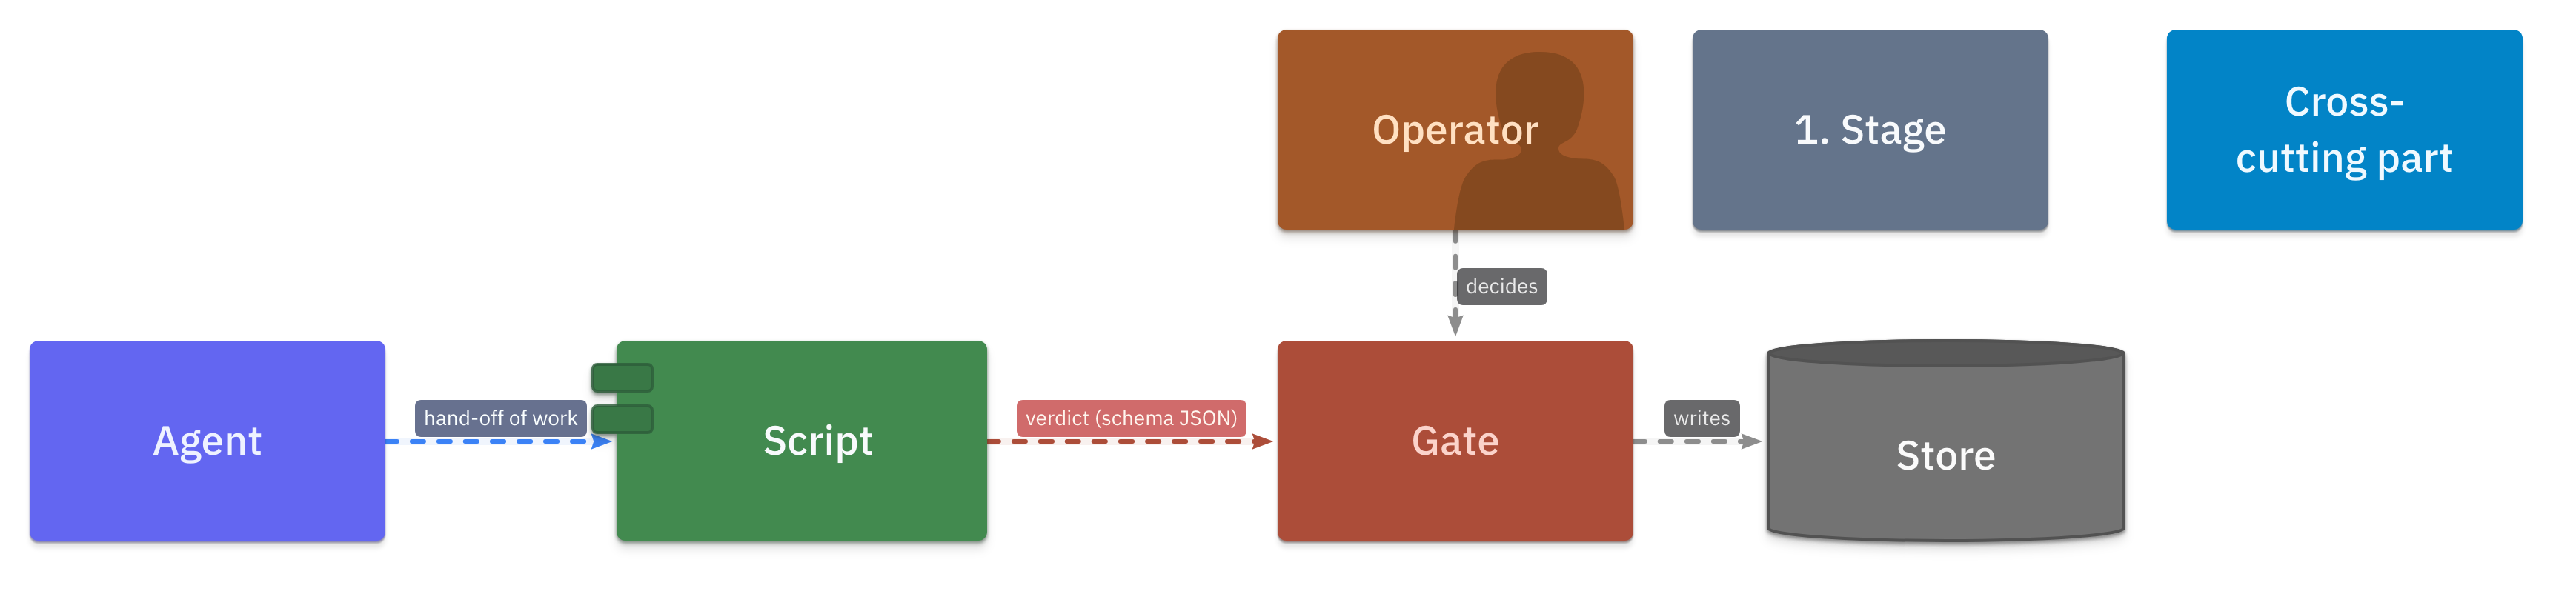 Operator
1. Stage
Cross-
cutting part
decides
Agent
hand-off of work
Script
verdict (schema JSON)
Gate
writes
Store